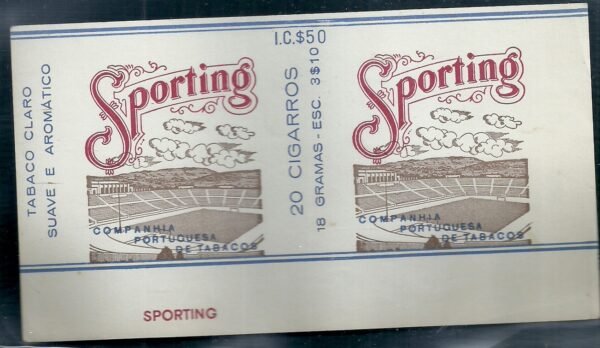 TABACO CLARO
SUAVE E AROMÁTICO
Sporting
COMPANHIA
PORTUGUESA
DE TABACOS
I.C.$50
20 CIGARROS
18 GRAMAS-ESC. 3$10
Sporting
COMPANHIA
PORTUGUESA
DE TABACOS
SPORTING